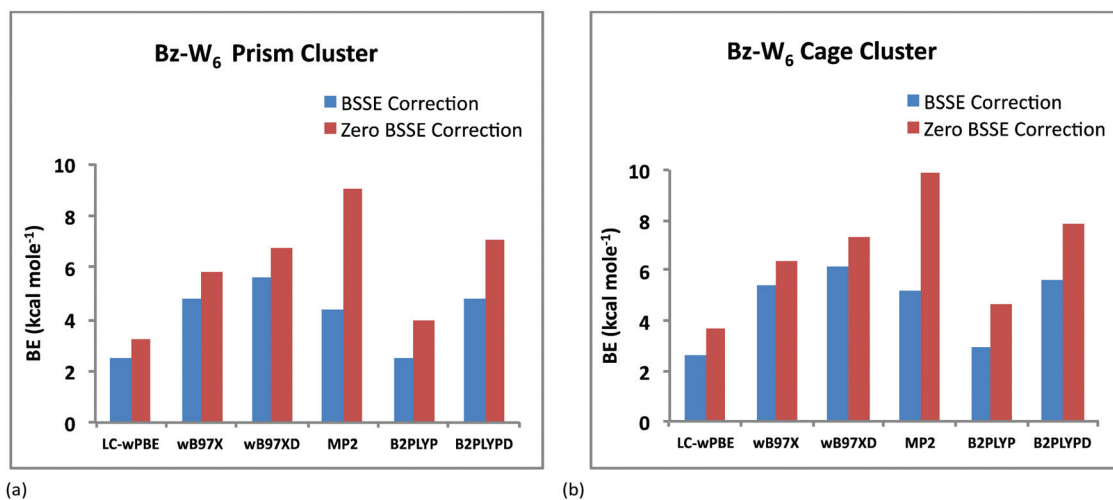 Bz-W6 Prism Cluster
BSSE Correction
Zero BSSE Correction
BE (kcal mole-1)
10
8
6
4
2
0
LC-wPBE wB97X wB97XD MP2 B2PLYP B2PLYPD
(a)
Bz-W6 Cage Cluster
BSSE Correction
Zero BSSE Correction
BE (kcal mole-1)
10
8
6
4
2
0
LC-wPBE wB97X wB97XD MP2 B2PLYP B2PLYPD
(b)